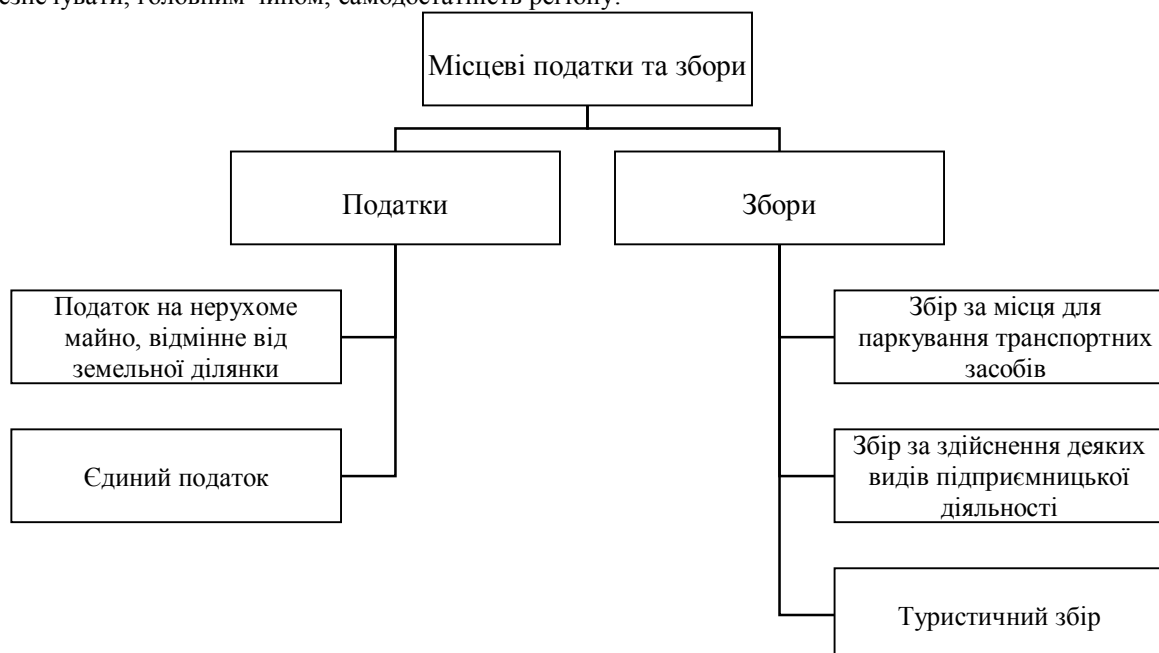 головним чином, самодостатність регіону.
Місцеві податки та збори
Податки
Збори
Податок на нерухоме
майно, відмінне від
земельної ділянки
Єдиний податок
Збір за місця для
паркування транспортних
засобів
Збір за здійснення деяких
видів підприємницької
діяльності
Туристичний збір